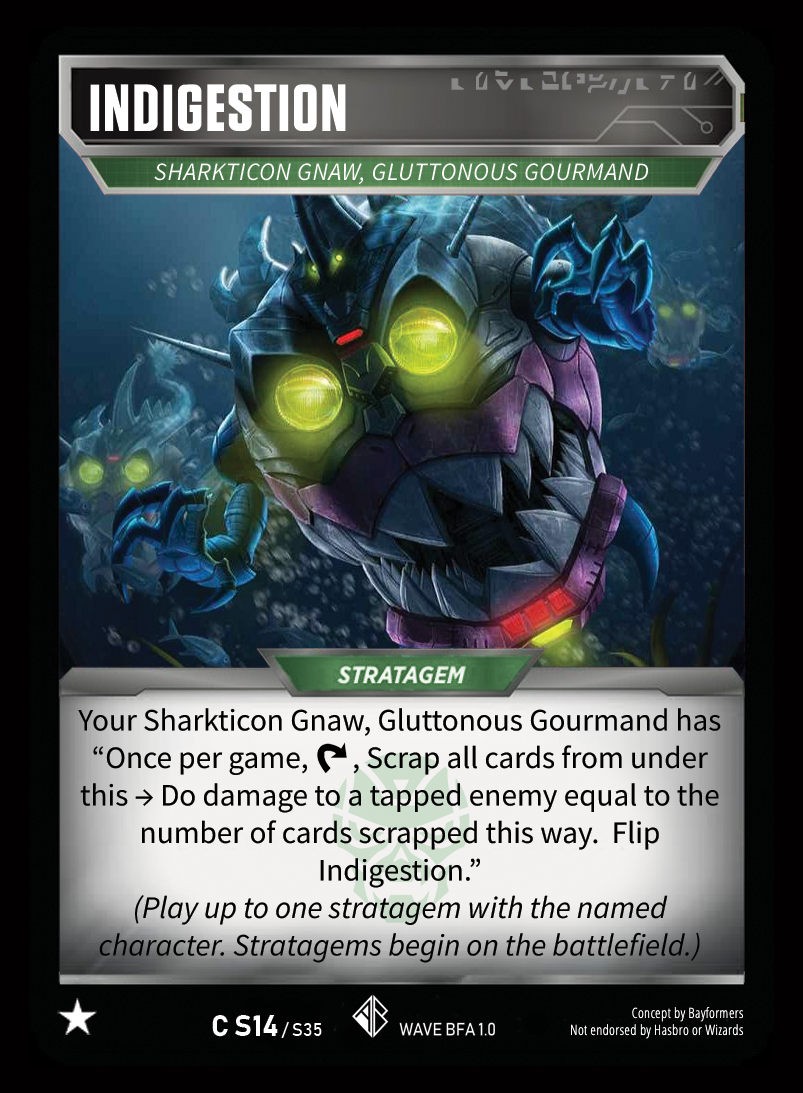 INDIGESTION
SHARKTICON GNAW, GLUTTONOUS GOURMAND
STRATAGEM
Your Sharkticon Gnaw, Gluttonous Gourmand has
“Once per game, , Scrap all cards from under
this → Do damage to a tapped enemy equal to the
number of cards scrapped this way. Flip
Indigestion.”
(Play up to one stratagem with the named
character. Stratagems begin on the battlefield.)
C S14/S35
WAVE BFA 1.0
Concept by Bayformers
Not endorsed by Hasbro or Wizards